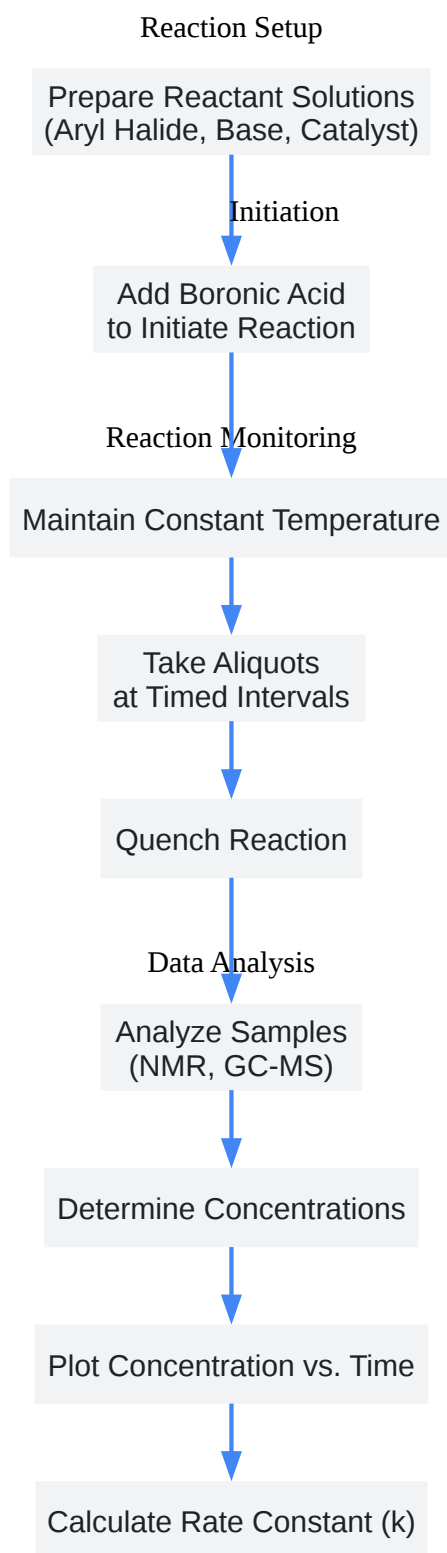 Reaction Setup
Prepare Reactant Solutions
(Aryl Halide, Base, Catalyst)
Initiation
Add Boronic Acid
to Initiate Reaction
Reaction Monitoring
Maintain Constant Temperature
Take Aliquots
at Timed Intervals
Quench Reaction
Data Analysis
Analyze Samples
(NMR, GC-MS)
Determine Concentrations
Plot Concentration vs. Time
Calculate Rate Constant (k)